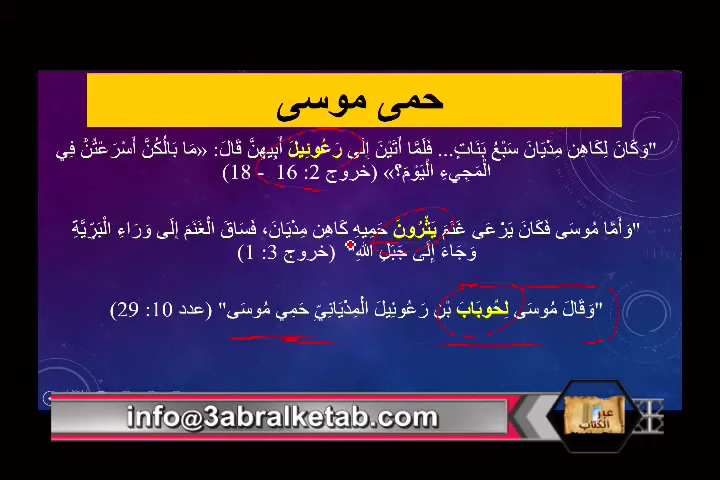 حمى موسى
"وَكَانَ لِكَاهِنِ مِدْيَانَ سَبْعُ بَنَاتٍ... فَلَمَّا أَتَيْنَ إِلَى رَعُوئِيلَ أَبِيهِنَّ قَالَ: «مَا بَالُكُنَّ أَسْرَعْتُنَّ فِي
الْمَجِيءِ الْيَوْمَ؟» (خروج 2: 16 - 18)
"وَأَمَّا مُوسَى فَكَانَ يَرْعَى غَنَمَ يَثْرُونَ حَمِيهِ كَاهِنِ مِدْيَانَ، فَسَاقَ الْغَنَمَ إِلَى وَرَاءِ الْبَرِّيَّةِ
وَجَاءَ إِلَى جَبَلِ اللهِ" (خروج 3: 1)
"وَقَالَ مُوسَى لِحُوبَابَ بْنِ رَعُوئِيلَ الْمِدْيَانِيِّ حَمِي مُوسَى" (عدد 10: 29)
info@3abralketab.com
عبر
الكتاب